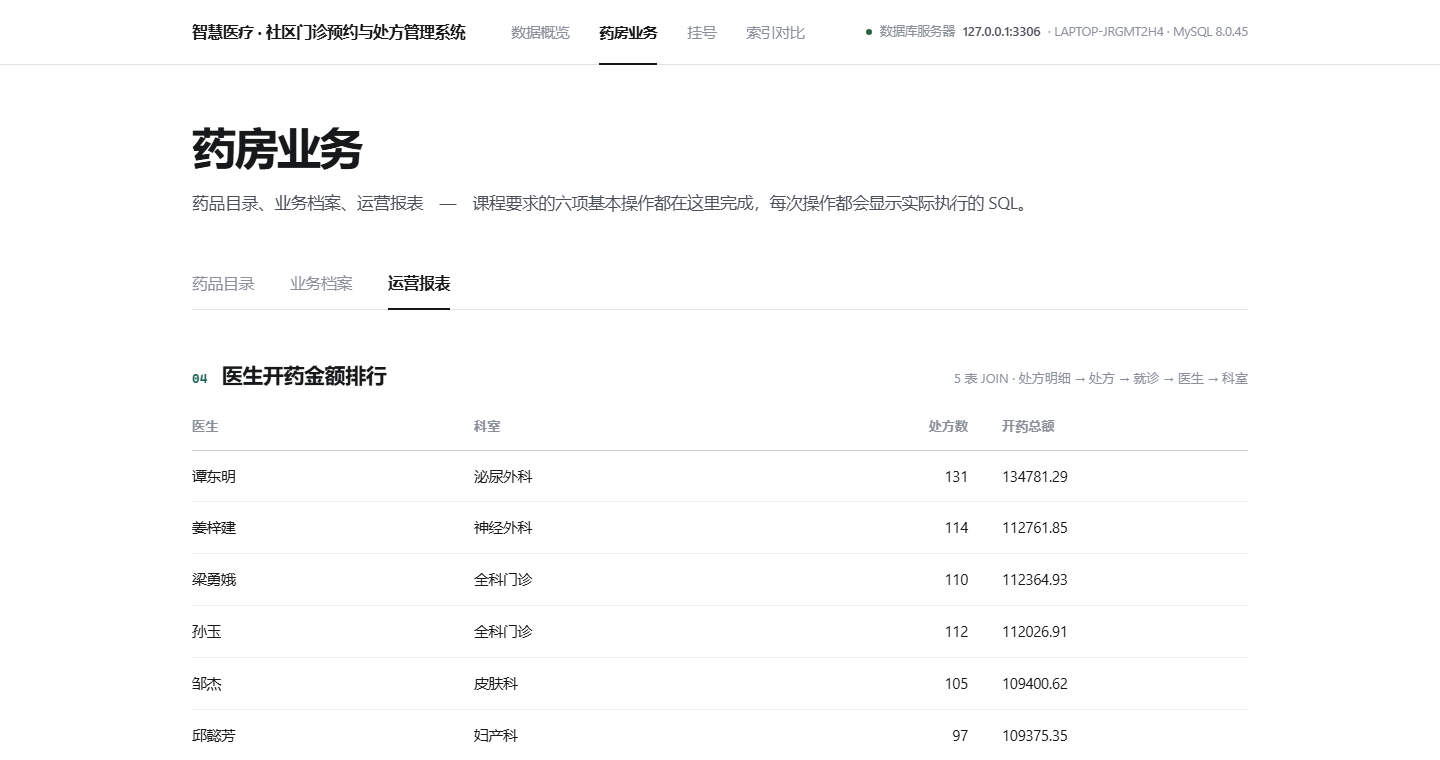 智慧医疗 · 社区门诊预约与处方管理系统 数据概览 药房业务 挂号 索引对比 数据库服务器 127.0.0.1:3306 · LAPTOP-JRGMT2H4 · MySQL 8.0.45
药房业务
药品目录、业务档案、运营报表 — 课程要求的六项基本操作都在这里完成，每次操作都会显示实际执行的 SQL。
药品目录 业务档案 运营报表
04 医生开药金额排行 5 表 JOIN · 处方明细 → 处方 → 就诊 → 医生 → 科室
医生 科室 处方数 开药总额
谭东明 泌尿外科 131 134781.29
姜梓建 神经外科 114 112761.85
梁勇娥 全科门诊 110 112364.93
孙玉 全科门诊 112 112026.91
邹杰 皮肤科 105 109400.62
邱懿芳 妇产科 97 109375.35